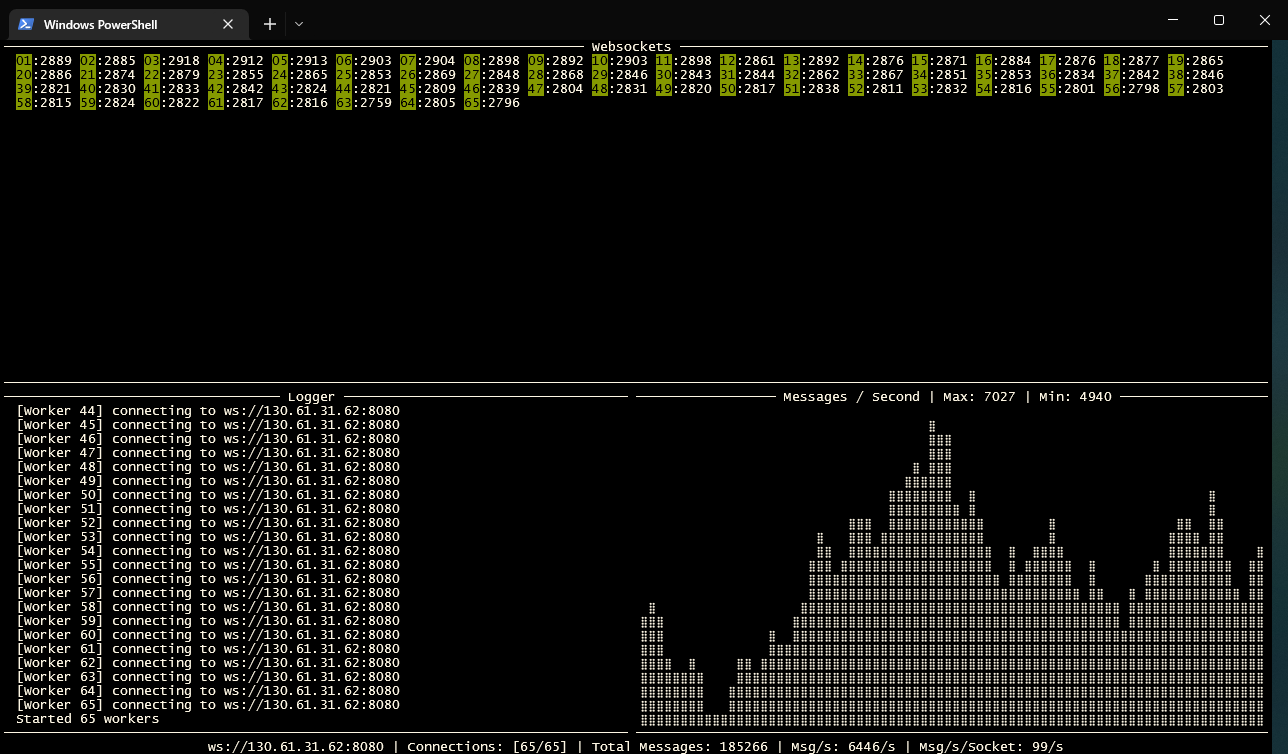 Windows PowerShell
Websockets
01:2889 02:2885 03:2918 04:2912 05:2913 06:2903 07:2904 08:2898 09:2892 10:2903 11:2898 12:2861 13:2892 14:2876 15:2871 16:2884 17:2876 18:2877 19:2865
20:2886 21:2874 22:2879 23:2855 24:2865 25:2853 26:2869 27:2848 28:2868 29:2846 30:2843 31:2844 32:2862 33:2867 34:2851 35:2853 36:2834 37:2842 38:2846
39:2821 40:2830 41:2833 42:2842 43:2824 44:2821 45:2809 46:2839 47:2804 48:2831 49:2820 50:2817 51:2838 52:2811 53:2832 54:2816 55:2801 56:2798 57:2803
58:2815 59:2824 60:2822 61:2817 62:2816 63:2759 64:2805 65:2796
Logger
[Worker 44] connecting to ws://130.61.31.62:8080
[Worker 45] connecting to ws://130.61.31.62:8080
[Worker 46] connecting to ws://130.61.31.62:8080
[Worker 47] connecting to ws://130.61.31.62:8080
[Worker 48] connecting to ws://130.61.31.62:8080
[Worker 49] connecting to ws://130.61.31.62:8080
[Worker 50] connecting to ws://130.61.31.62:8080
[Worker 51] connecting to ws://130.61.31.62:8080
[Worker 52] connecting to ws://130.61.31.62:8080
[Worker 53] connecting to ws://130.61.31.62:8080
[Worker 54] connecting to ws://130.61.31.62:8080
[Worker 55] connecting to ws://130.61.31.62:8080
[Worker 56] connecting to ws://130.61.31.62:8080
[Worker 57] connecting to ws://130.61.31.62:8080
[Worker 58] connecting to ws://130.61.31.62:8080
[Worker 59] connecting to ws://130.61.31.62:8080
[Worker 60] connecting to ws://130.61.31.62:8080
[Worker 61] connecting to ws://130.61.31.62:8080
[Worker 62] connecting to ws://130.61.31.62:8080
[Worker 63] connecting to ws://130.61.31.62:8080
[Worker 64] connecting to ws://130.61.31.62:8080
[Worker 65] connecting to ws://130.61.31.62:8080
Started 65 workers
Messages / Second | Max: 7027 | Min: 4940
ws://130.61.31.62:8080 | Connections: [65/65] | Total Messages: 185266 | Msg/s: 6446/s | Msg/s/Socket: 99/s